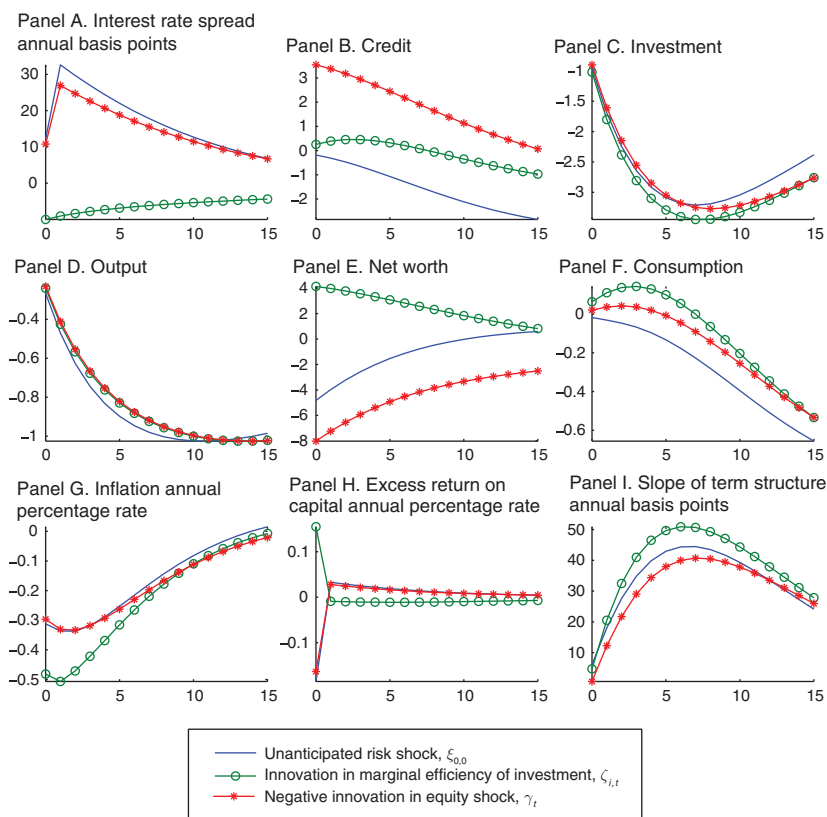 Panel A. Interest rate spread
annual basis points
30
20
10
0
0 5 10 15
Panel B. Credit
3
2
1
0
−1
−2
0 5 10 15
Panel C. Investment
−1
−1.5
−2
−2.5
−3
0 5 10 15
Panel D. Output
−0.4
−0.6
−0.8
−1
0 5 10 15
Panel E. Net worth
4
2
0
−2
−4
−6
−8
0 5 10 15
Panel F. Consumption
0
−0.2
−0.4
−0.6
0 5 10 15
Panel G. Inflation annual
percentage rate
0
−0.1
−0.2
−0.3
−0.4
−0.5
0 5 10 15
Panel H. Excess return on
capital annual percentage rate
0.1
0
−0.1
0 5 10 15
Panel I. Slope of term structure
annual basis points
50
40
30
20
10
0 5 10 15
Unanticipated risk shock, ξ0,0
Innovation in marginal efficiency of investment, ζi,t
Negative innovation in equity shock, γt